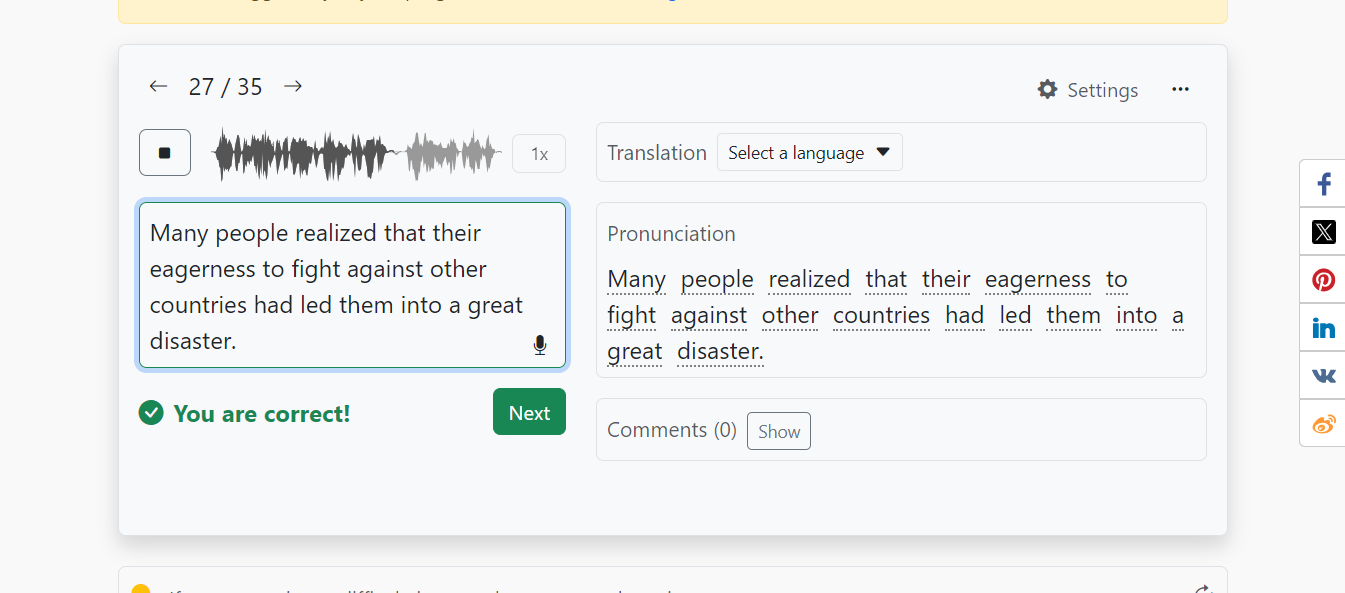 27 / 35
Settings
1x
Translation
Select a language
Many people realized that their
eagerness to fight against other
countries had led them into a great
disaster.
You are correct!
Next
Pronunciation
Many people realized that their eagerness to
fight against other countries had led them into a
great disaster.
Comments (0)
Show